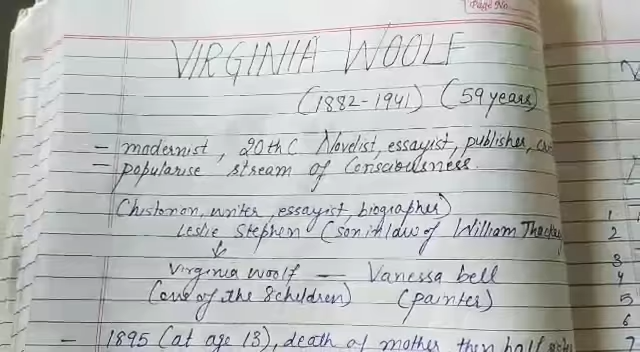 Page No.
VIRGINIA WOOLF
(1882-1941) (59 years)
- modernist, 20th C Novelist, essayist, publisher,
- popularise stream of Consciousness.
(histonan, writer, essayist, biographer)
Leslie Stephen (son in law of William
↓
Virginia woolf — Vanessa bell
(one of the 8 children) (painter)
- 1895 (at age 13), death of mother then half
1
2
3
4
5
6
7